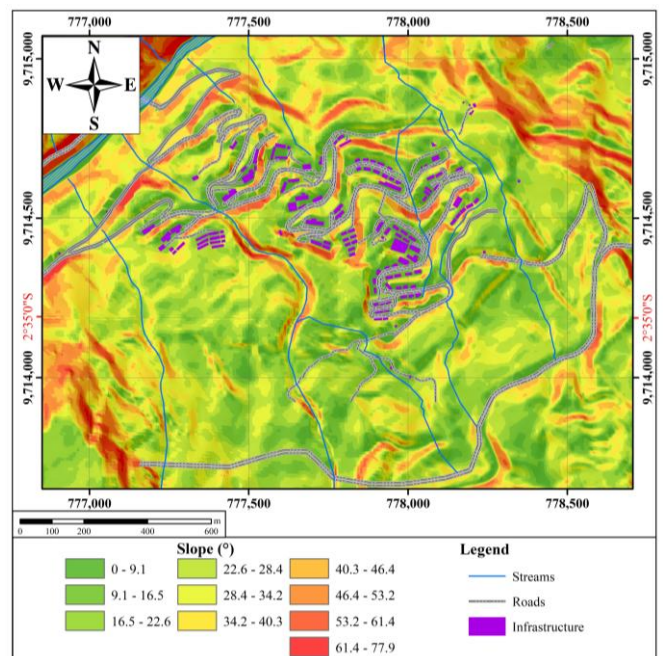 777,000 777,500 778,000 778,500
9,715,000 9,715,000
N
W E
S
9,714,500 9,714,500
2°35'0"S 2°35'0"S
9,714,000 9,714,000
777,000 777,500 778,000 778,500
0 100 200 400 600 m
Slope (°) Legend
0 - 9.1 22.6 - 28.4 40.3 - 46.4 Streams
9.1 - 16.5 28.4 - 34.2 46.4 - 53.2 Roads
16.5 - 22.6 34.2 - 40.3 53.2 - 61.4 Infrastructure
61.4 - 77.9